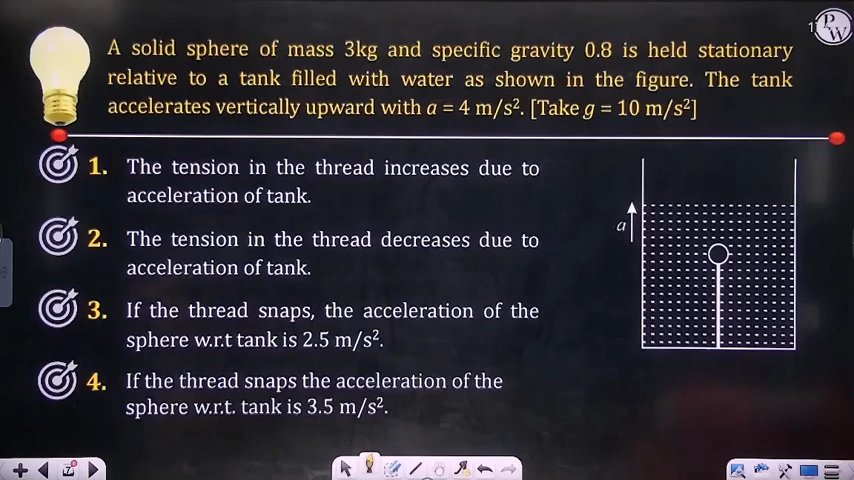 A solid sphere of mass 3kg and specific gravity 0.8 is held stationary
relative to a tank filled with water as shown in the figure. The tank
accelerates vertically upward with a = 4 m/s². [Take g = 10 m/s²]
1. The tension in the thread increases due to
acceleration of tank.
2. The tension in the thread decreases due to
acceleration of tank.
3. If the thread snaps, the acceleration of the
sphere w.r.t tank is 2.5 m/s².
4. If the thread snaps the acceleration of the
sphere w.r.t. tank is 3.5 m/s².
a
P
W